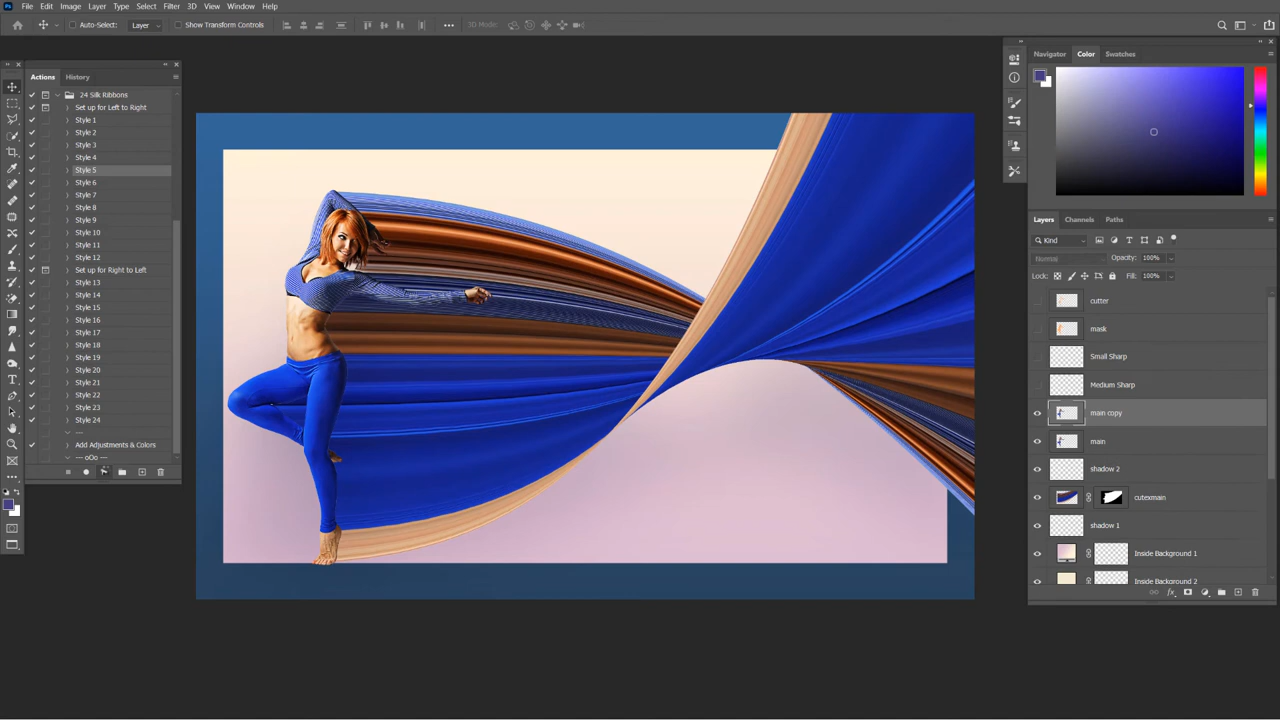 Ps File Edit Image Layer Type Select Filter 3D View Window Help
Auto-Select: Layer Show Transform Controls 3D Mode:
Actions History
24 Silk Ribbons
Set up for Left to Right
Style 1
Style 2
Style 3
Style 4
Style 5
Style 6
Style 7
Style 8
Style 9
Style 10
Style 11
Style 12
Set up for Right to Left
Style 13
Style 14
Style 15
Style 16
Style 17
Style 18
Style 19
Style 20
Style 21
Style 22
Style 23
Style 24
---
Add Adjustments & Colors
--- oOo ---
Navigator Color Swatches
Layers Channels Paths
Kind
Normal Opacity: 100%
Lock: Fill: 100%
cutter
mask
Small Sharp
Medium Sharp
main copy
main
shadow 2
cutexmain
shadow 1
Inside Background 1
Inside Background 2
fx